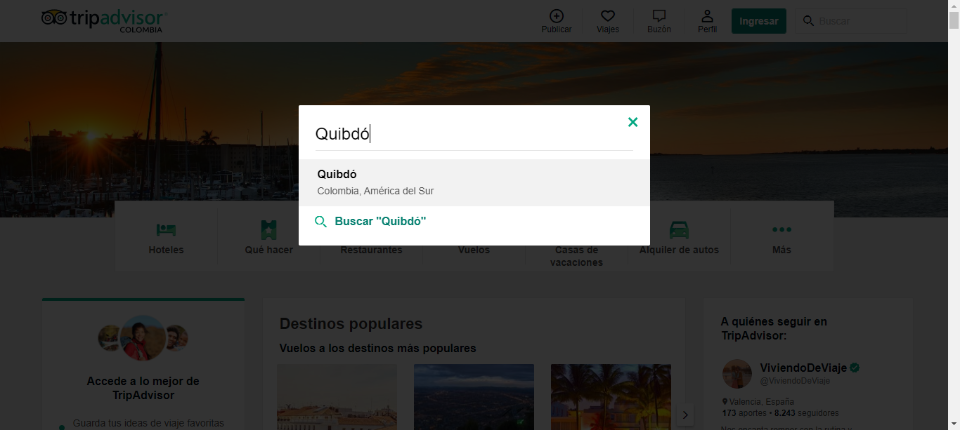 tripadvisor
COLOMBIA
Publicar
Viajes
Buzón
Perfil
Ingresar
Buscar
Quibdó
Quibdó
Colombia, América del Sur
Buscar "Quibdó"
Hoteles
Qué hacer
Restaurantes
Vuelos
Casas de
vacaciones
Alquiler de autos
Más
Accede a lo mejor de
TripAdvisor
Guarda tus ideas de viaje favoritas
Destinos populares
Vuelos a los destinos más populares
A quiénes seguir en
TripAdvisor:
ViviendoDeViaje
@ViviendoDeViaje
Valencia, España
173 aportes • 8.243 seguidores